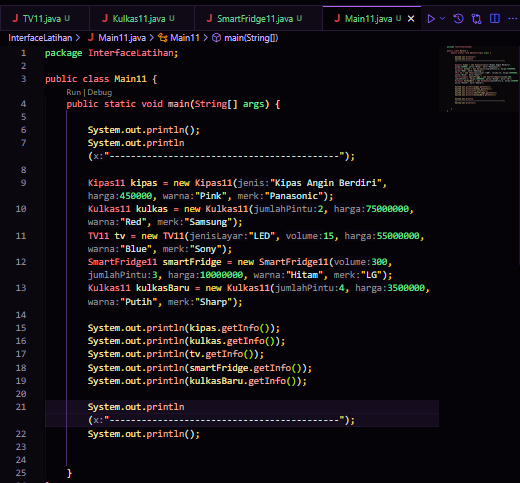 TV11.java U Kulkas11.java U SmartFridge11.java U Main11.java U
InterfaceLatihan > Main11.java > Main11 > main(String[])
1 package InterfaceLatihan;
2
3 public class Main11 {
Run | Debug
4 public static void main(String[] args) {
5
6 System.out.println();
7 System.out.println
(x:"--------------------------------------------");
8
9 Kipas11 kipas = new Kipas11(jenis:"Kipas Angin Berdiri",
harga:450000, warna:"Pink", merk:"Panasonic");
10 Kulkas11 kulkas = new Kulkas11(jumlahPintu:2, harga:75000000,
warna:"Red", merk:"Samsung");
11 TV11 tv = new TV11(jenisLayar:"LED", volume:15, harga:55000000,
warna:"Blue", merk:"Sony");
12 SmartFridge11 smartFridge = new SmartFridge11(volume:300,
jumlahPintu:3, harga:10000000, warna:"Hitam", merk:"LG");
13 Kulkas11 kulkasBaru = new Kulkas11(jumlahPintu:4, harga:3500000,
warna:"Putih", merk:"Sharp");
14
15 System.out.println(kipas.getInfo());
16 System.out.println(kulkas.getInfo());
17 System.out.println(tv.getInfo());
18 System.out.println(smartFridge.getInfo());
19 System.out.println(kulkasBaru.getInfo());
20
21 System.out.println
(x:"--------------------------------------------");
22 System.out.println();
23
24
25 }